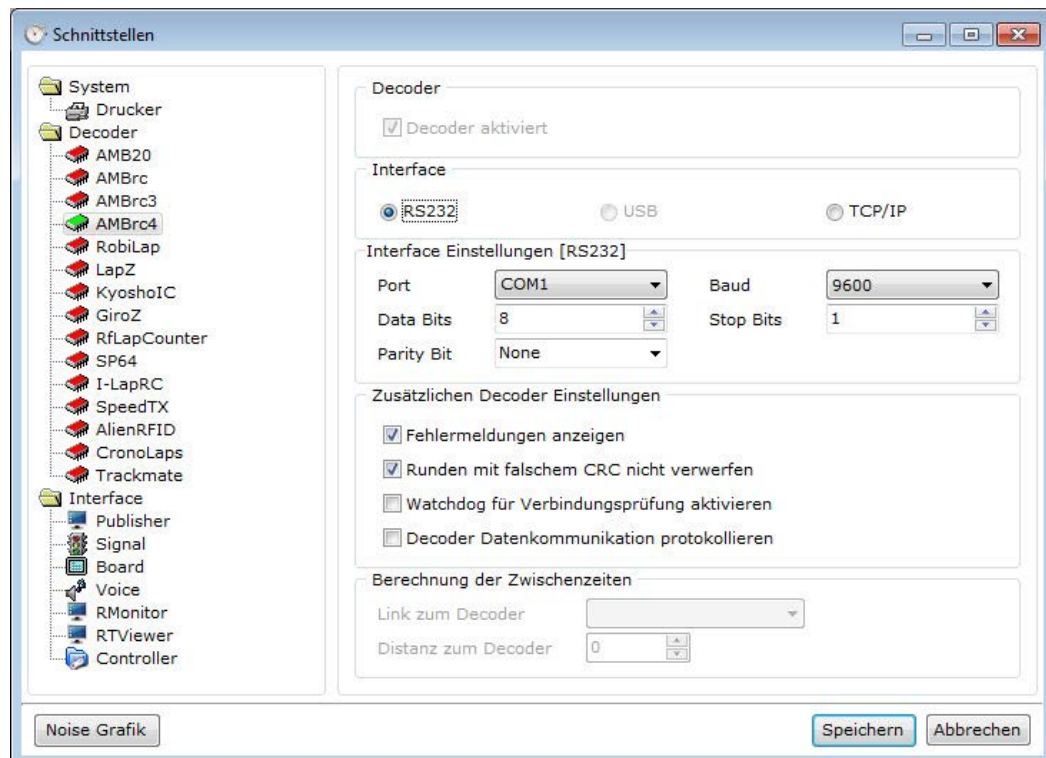 Schnittstellen
System
Drucker
Decoder
AMB20
AMBrc
AMBrc3
AMBrc4
RobiLap
LapZ
KyoshoIC
GiroZ
RfLapCounter
SP64
I-LapRC
SpeedTX
AlienRFID
CronoLaps
Trackmate
Interface
Publisher
Signal
Board
Voice
RMonitor
RTViewer
Controller
Decoder
Decoder aktiviert
Interface
RS232 USB TCP/IP
Interface Einstellungen [RS232]
Port COM1 Baud 9600
Data Bits 8 Stop Bits 1
Parity Bit None
Zusätzlichen Decoder Einstellungen
Fehlermeldungen anzeigen
Runden mit falschem CRC nicht verwerfen
Watchdog für Verbindungsprüfung aktivieren
Decoder Datenkommunikation protokollieren
Berechnung der Zwischenzeiten
Link zum Decoder
Distanz zum Decoder 0
Noise Grafik Speichern Abbrechen